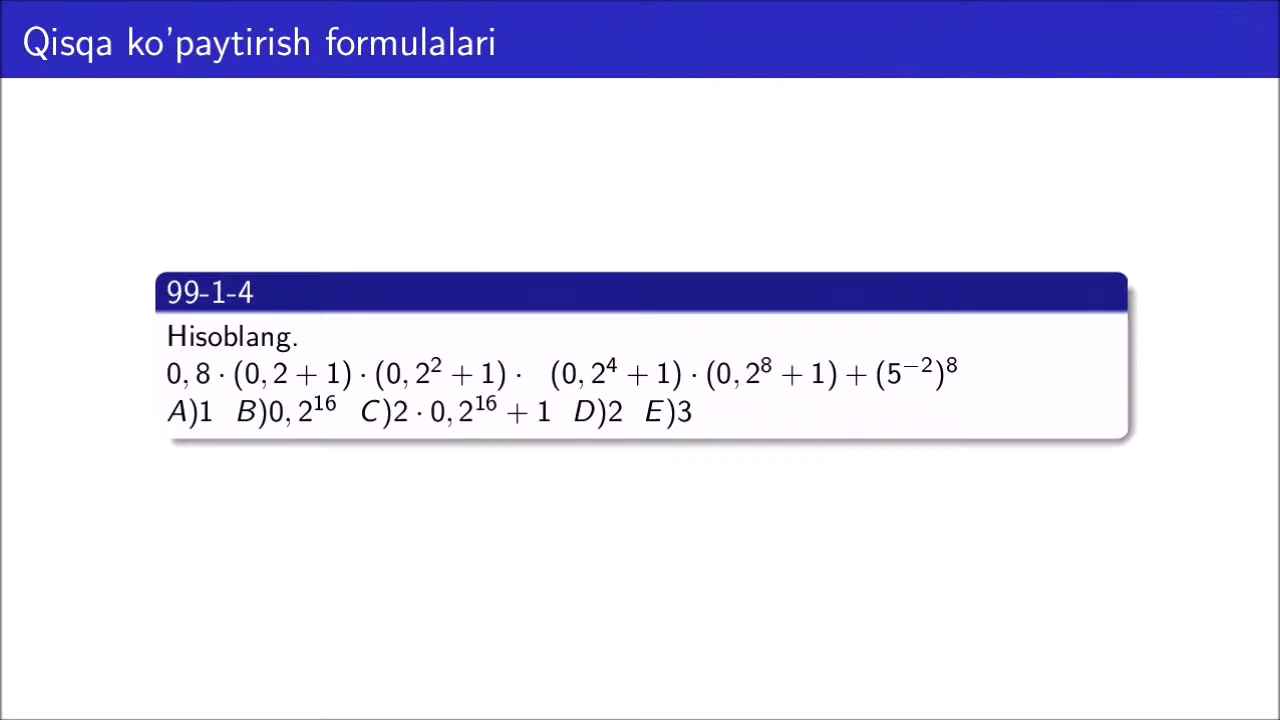 Qisqa ko'paytirish formulalari
99-1-4
Hisoblang.
0, 8 · (0, 2 + 1) · (0, 2² + 1) · (0, 2⁴ + 1) · (0, 2⁸ + 1) + (5⁻²)⁸
A)1 B)0, 2¹⁶ C)2 · 0, 2¹⁶ + 1 D)2 E)3